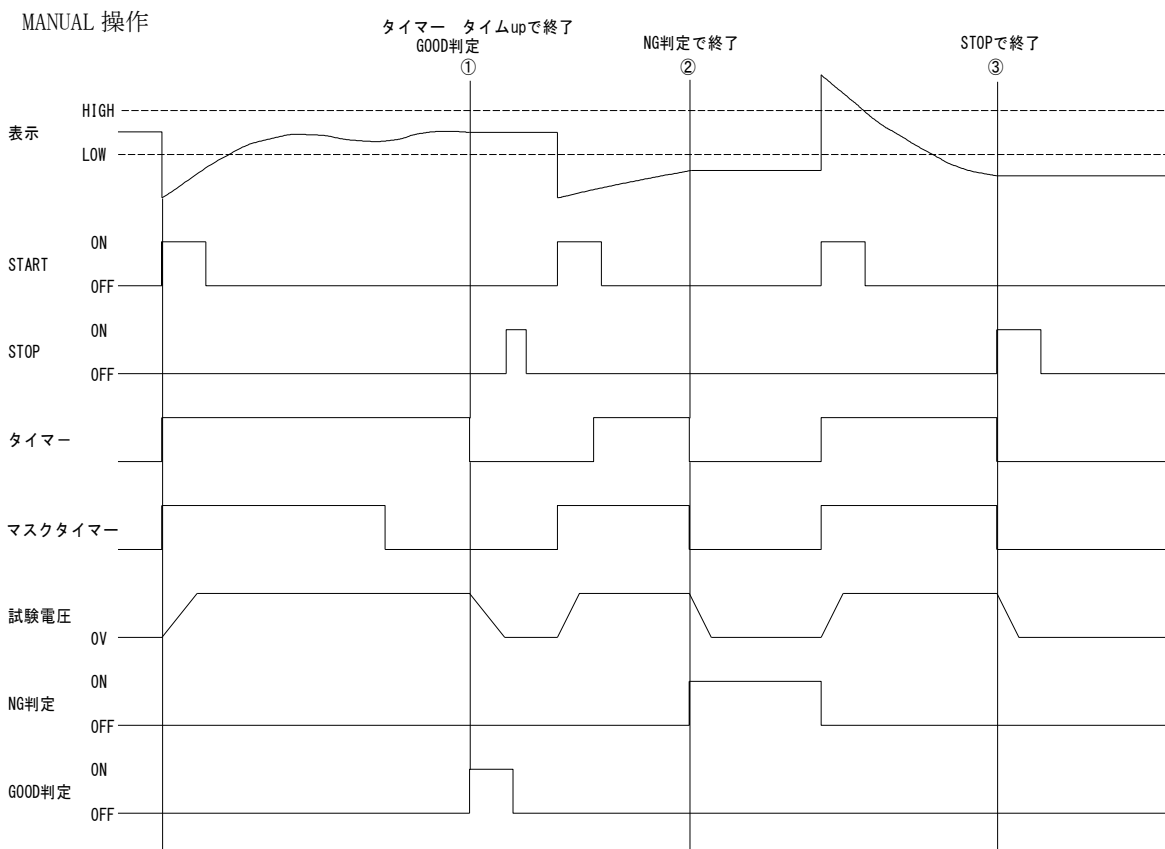 MANUAL 操作
タイマー タイムupで終了
GOOD判定
①
NG判定で終了
②
STOPで終了
③
HIGH
表示
LOW
ON
START
OFF
ON
STOP
OFF
タイマー
マスクタイマー
試験電圧
0V
ON
NG判定
OFF
ON
GOOD判定
OFF